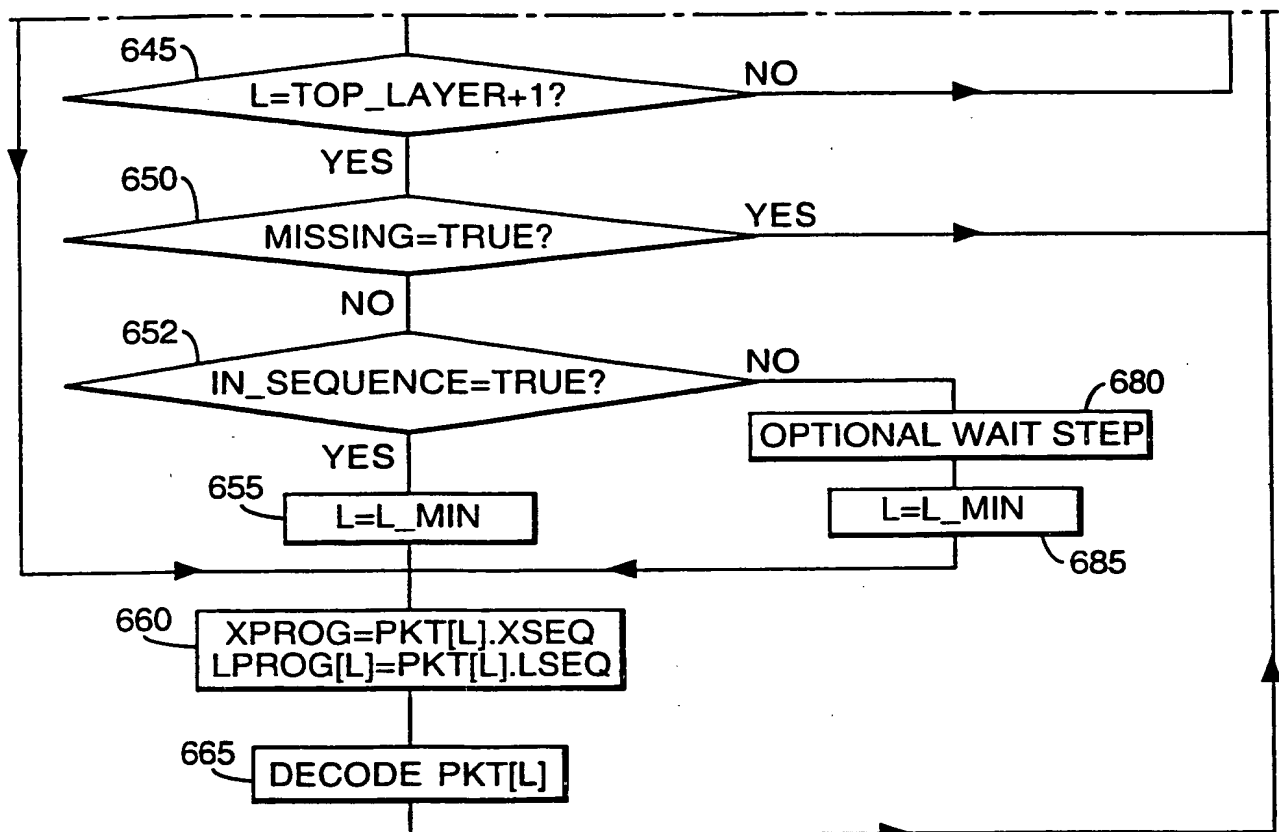 645
L=TOP_LAYER+1?
NO
YES
650
MISSING=TRUE?
YES
NO
652
IN_SEQUENCE=TRUE?
NO
680
OPTIONAL WAIT STEP
YES
655
L=L_MIN
L=L_MIN
685
660
XPROG=PKT[L].XSEQ
LPROG[L]=PKT[L].LSEQ
665
DECODE PKT[L]